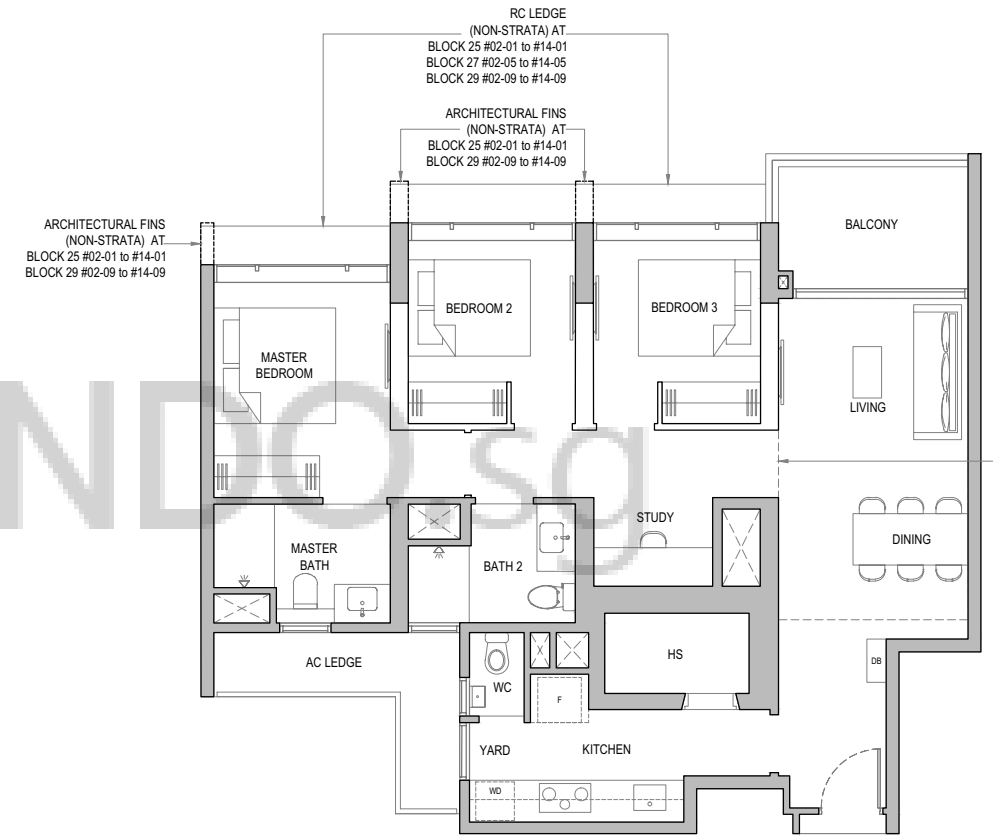 RC LEDGE
(NON-STRATA) AT
BLOCK 25 #02-01 to #14-01
BLOCK 27 #02-05 to #14-05
BLOCK 29 #02-09 to #14-09
ARCHITECTURAL FINS
(NON-STRATA) AT
BLOCK 25 #02-01 to #14-01
BLOCK 29 #02-09 to #14-09
ARCHITECTURAL FINS
(NON-STRATA) AT
BLOCK 25 #02-01 to #14-01
BLOCK 29 #02-09 to #14-09
BALCONY
BEDROOM 2
BEDROOM 3
MASTER
BEDROOM
LIVING
NDO.sg
STUDY
DINING
MASTER
BATH
BATH 2
AC LEDGE
HS
DB
WC
F
YARD
KITCHEN
WD